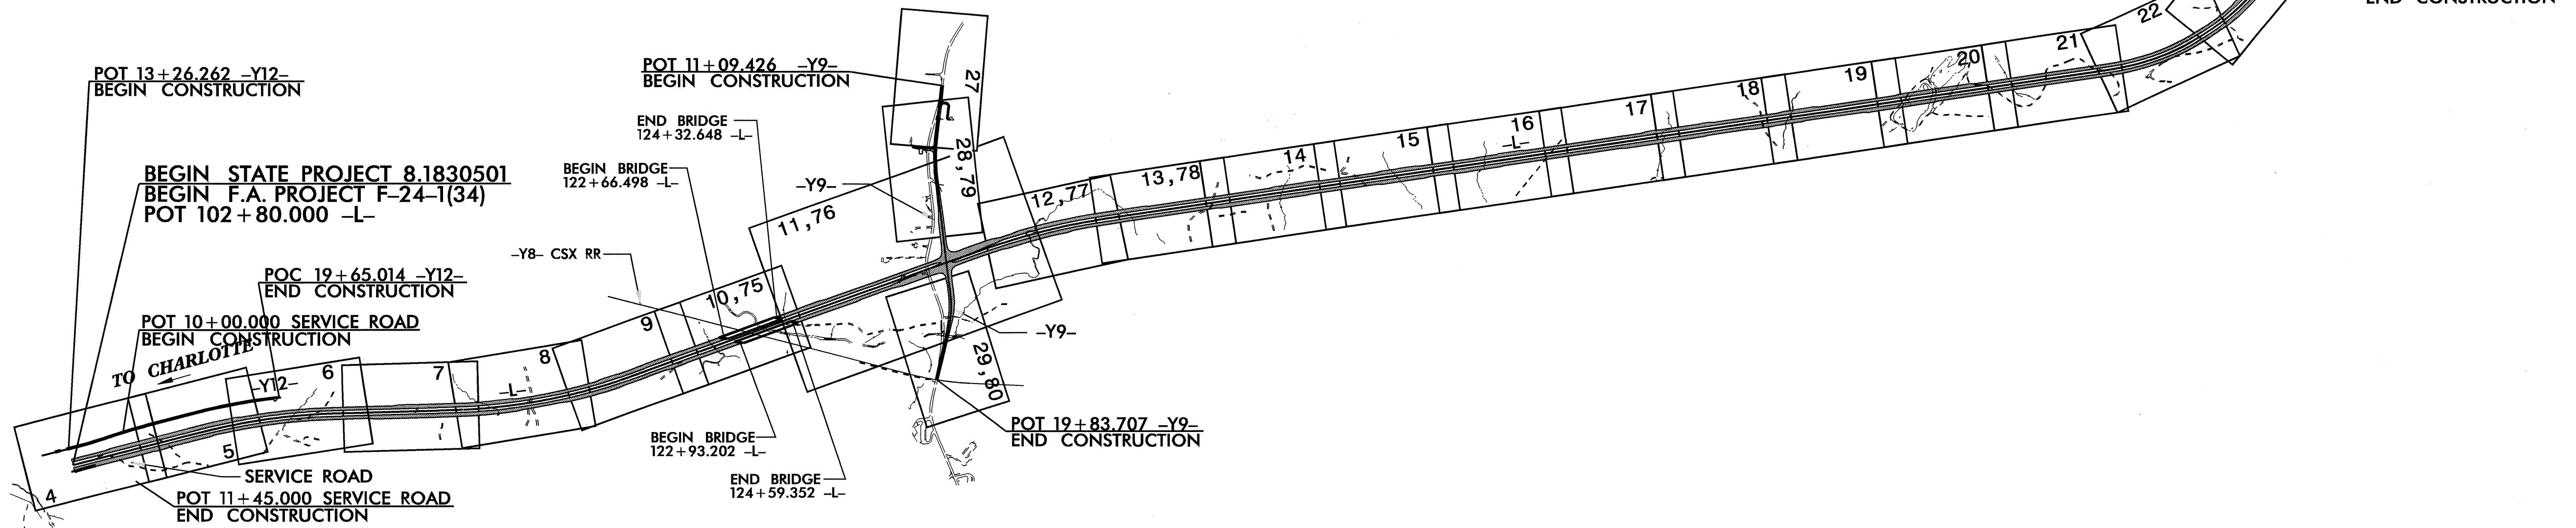 END CONSTRUCTION
POT 13+26.262 –Y12–
BEGIN CONSTRUCTION
POT 11+09.426 –Y9–
BEGIN CONSTRUCTION
END BRIDGE
124+32.648 –L–
BEGIN BRIDGE
122+66.498 –L–
BEGIN STATE PROJECT 8.1830501
BEGIN F.A. PROJECT F–24–1(34)
POT 102+80.000 –L–
–Y9–
–Y8– CSX RR
POC 19+65.014 –Y12–
END CONSTRUCTION
POT 10+00.000 SERVICE ROAD
BEGIN CONSTRUCTION
TO CHARLOTTE
–Y12–
–L–
–L–
–Y9–
4
5
6
7
8
9
10,75
11,76
12,77
13,78
14
15
16
17
18
19
20
21
22
27
28,79
29,80
BEGIN BRIDGE
122+93.202 –L–
END BRIDGE
124+59.352 –L–
POT 19+83.707 –Y9–
END CONSTRUCTION
SERVICE ROAD
POT 11+45.000 SERVICE ROAD
END CONSTRUCTION